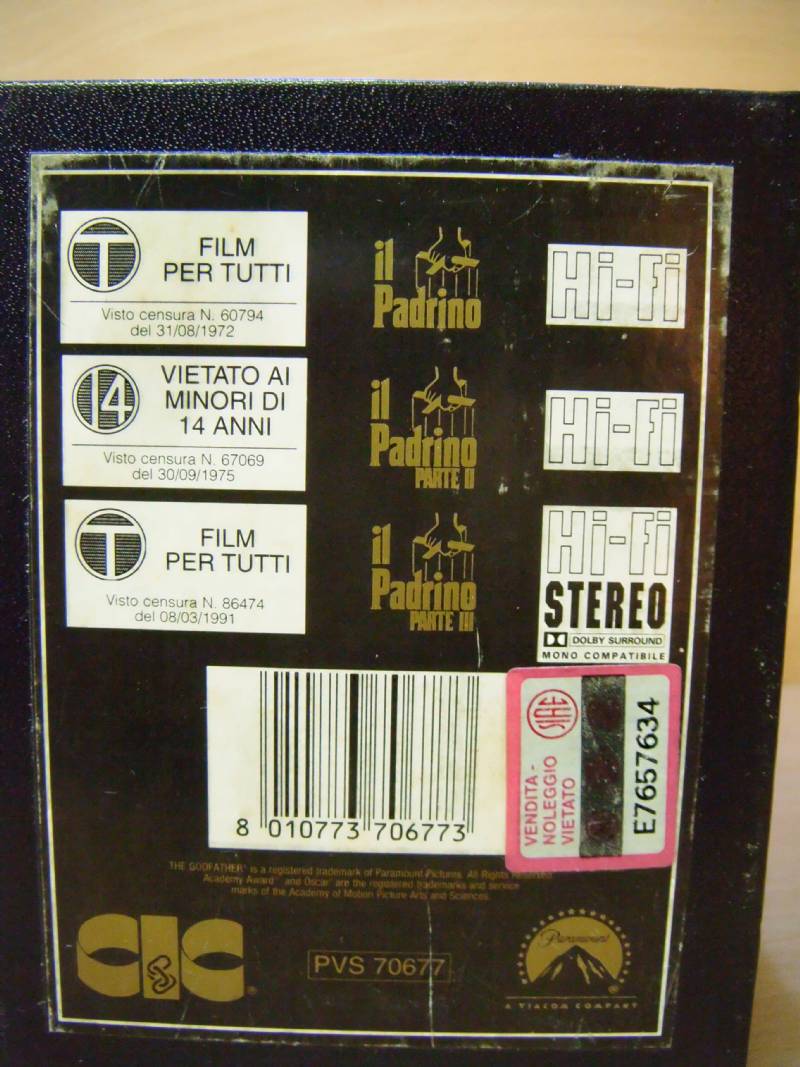 T
FILM
PER TUTTI
Visto censura N. 60794
del 31/08/1972
il
Padrino
Hi-Fi
14
VIETATO AI
MINORI DI
14 ANNI
Visto censura N. 67069
del 30/09/1975
il
Padrino
PARTE II
Hi-Fi
T
FILM
PER TUTTI
Visto censura N. 86474
del 08/03/1991
il
Padrino
PARTE III
Hi-Fi
STEREO
DOLBY SURROUND
MONO COMPATIBILE
8 010773 706773
SIAE
VENDITA -
NOLEGGIO
VIETATO
E7657634
THE GODFATHER is a registered trademark of Paramount Pictures. All Rights Reserved.
Academy Award and Oscar are the registered trademarks and service
marks of the Academy of Motion Picture Arts and Sciences.
CIC
PVS 70677
Paramount
A VIACOM COMPANY